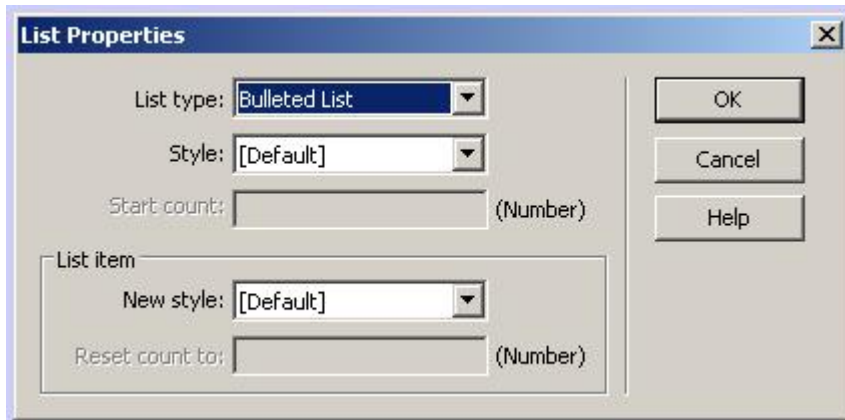 List Properties
List type: Bulleted List
Style: [Default]
Start count: (Number)
List item
New style: [Default]
Reset count to: (Number)
OK
Cancel
Help